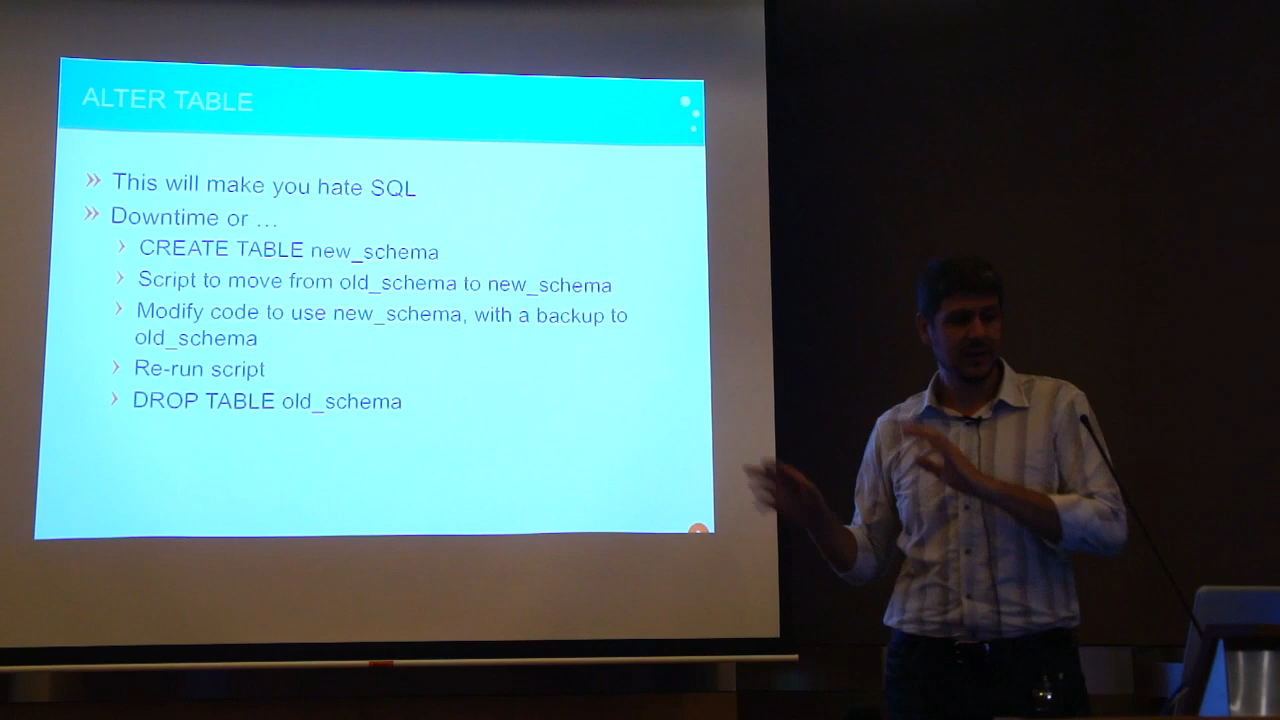 ALTER TABLE
» This will make you hate SQL
» Downtime or ...
› CREATE TABLE new_schema
› Script to move from old_schema to new_schema
› Modify code to use new_schema, with a backup to
old_schema
› Re-run script
› DROP TABLE old_schema